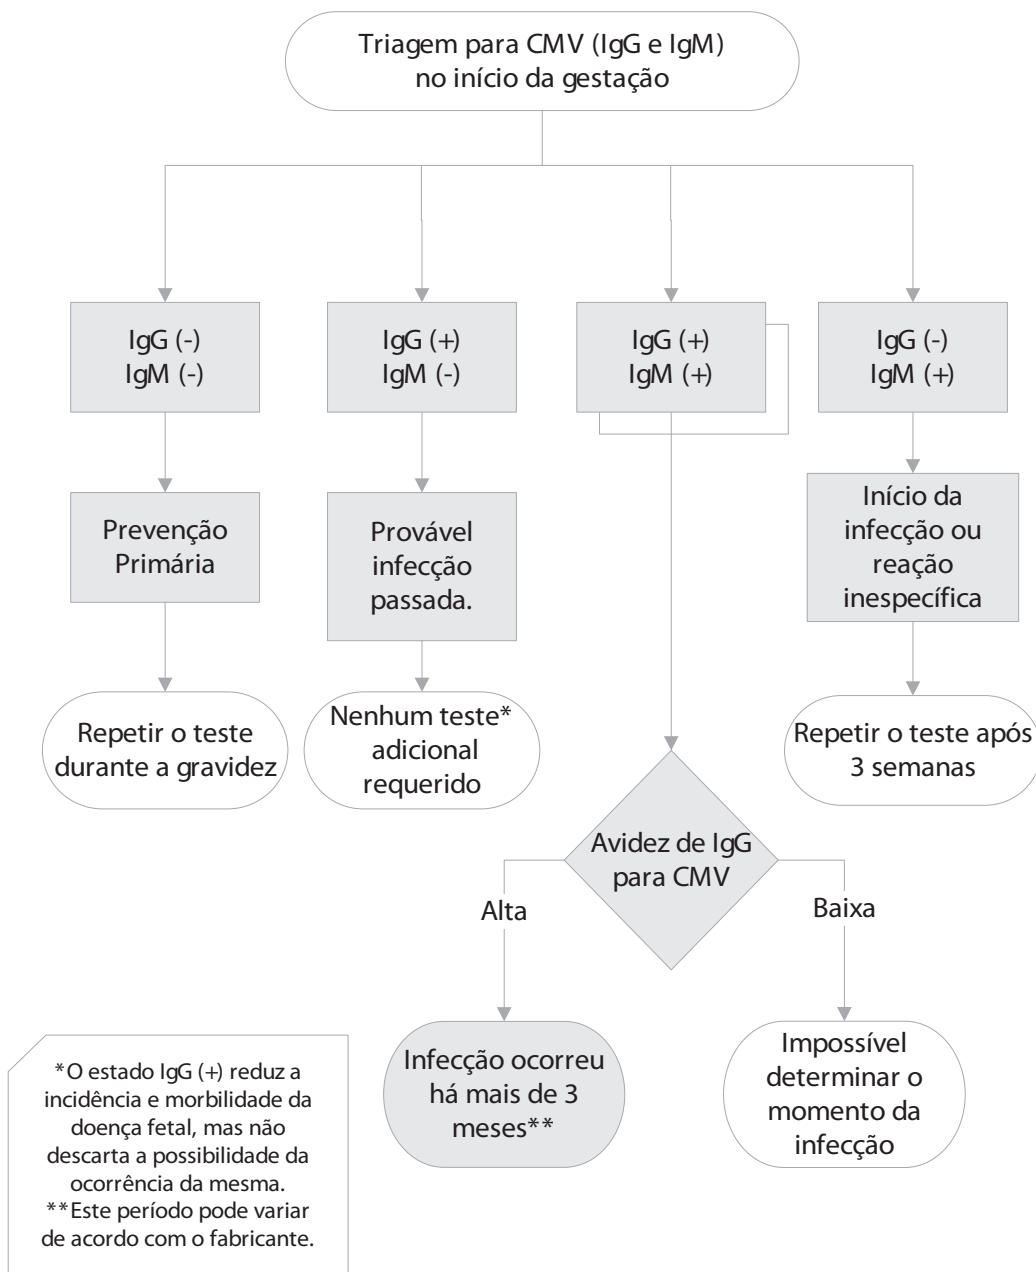 Triagem para CMV (IgG e IgM)
no início da gestação
IgG (-)
IgM (-)
IgG (+)
IgM (-)
IgG (+)
IgM (+)
IgG (-)
IgM (+)
Prevenção
Primária
Provável
infecção
passada.
Início da
infecção ou
reação
inespecífica
Repetir o teste
durante a gravidez
Nenhum teste*
adicional
requerido
Repetir o teste após
3 semanas
Avidez de IgG
para CMV
Alta
Baixa
Infecção ocorreu
há mais de 3
meses**
Impossível
determinar o
momento da
infecção
*O estado IgG (+) reduz a
incidência e morbilidade da
doença fetal, mas não
descarta a possibilidade da
ocorrência da mesma.
**Este período pode variar
de acordo com o fabricante.